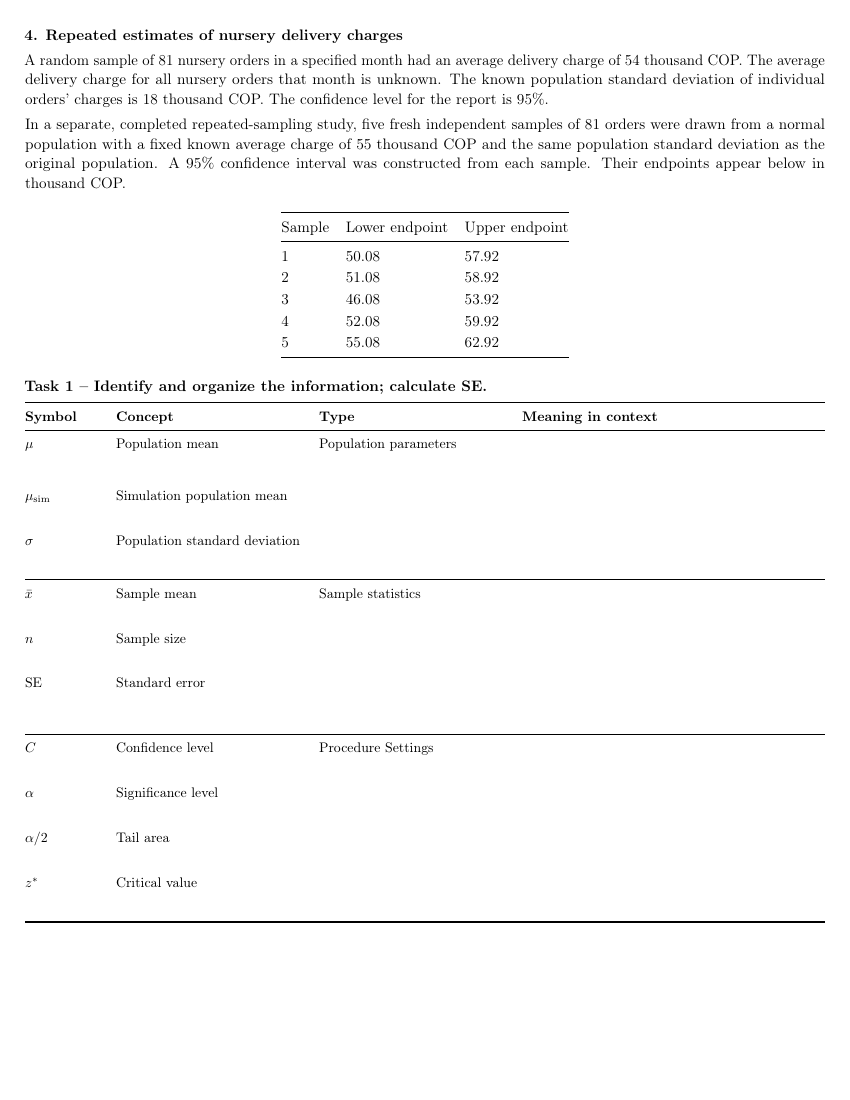 4. Repeated estimates of nursery delivery charges
A random sample of 81 nursery orders in a specified month had an average delivery charge of 54 thousand COP. The average
delivery charge for all nursery orders that month is unknown. The known population standard deviation of individual
orders' charges is 18 thousand COP. The confidence level for the report is 95%.
In a separate, completed repeated-sampling study, five fresh independent samples of 81 orders were drawn from a normal
population with a fixed known average charge of 55 thousand COP and the same population standard deviation as the
original population. A 95% confidence interval was constructed from each sample. Their endpoints appear below in
thousand COP.
Sample Lower endpoint Upper endpoint
1 50.08 57.92
2 51.08 58.92
3 46.08 53.92
4 52.08 59.92
5 55.08 62.92
Task 1 – Identify and organize the information; calculate SE.
Symbol Concept Type Meaning in context
μ Population mean Population parameters
μsim Simulation population mean
σ Population standard deviation
x̄ Sample mean Sample statistics
n Sample size
SE Standard error
C Confidence level Procedure Settings
α Significance level
α/2 Tail area
z* Critical value